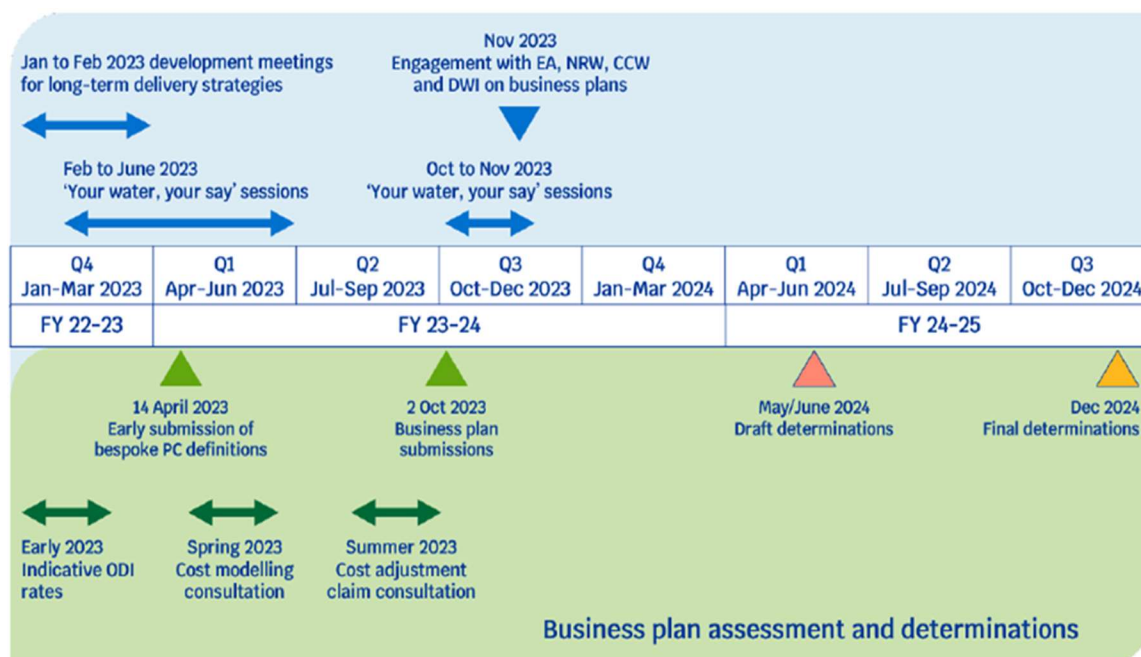 Jan to Feb 2023 development meetings
for long-term delivery strategies
Nov 2023
Engagement with EA, NRW, CCW
and DWI on business plans
Feb to June 2023
‘Your water, your say’ sessions
Oct to Nov 2023
‘Your water, your say’ sessions
Q4
Jan-Mar 2023
Q1
Apr-Jun 2023
Q2
Jul-Sep 2023
Q3
Oct-Dec 2023
Q4
Jan-Mar 2024
Q1
Apr-Jun 2024
Q2
Jul-Sep 2024
Q3
Oct-Dec 2024
FY 22-23
FY 23-24
FY 24-25
14 April 2023
Early submission of
bespoke PC definitions
2 Oct 2023
Business plan
submissions
May/June 2024
Draft determinations
Dec 2024
Final determinations
Early 2023
Indicative ODI
rates
Spring 2023
Cost modelling
consultation
Summer 2023
Cost adjustment
claim consultation
Business plan assessment and determinations